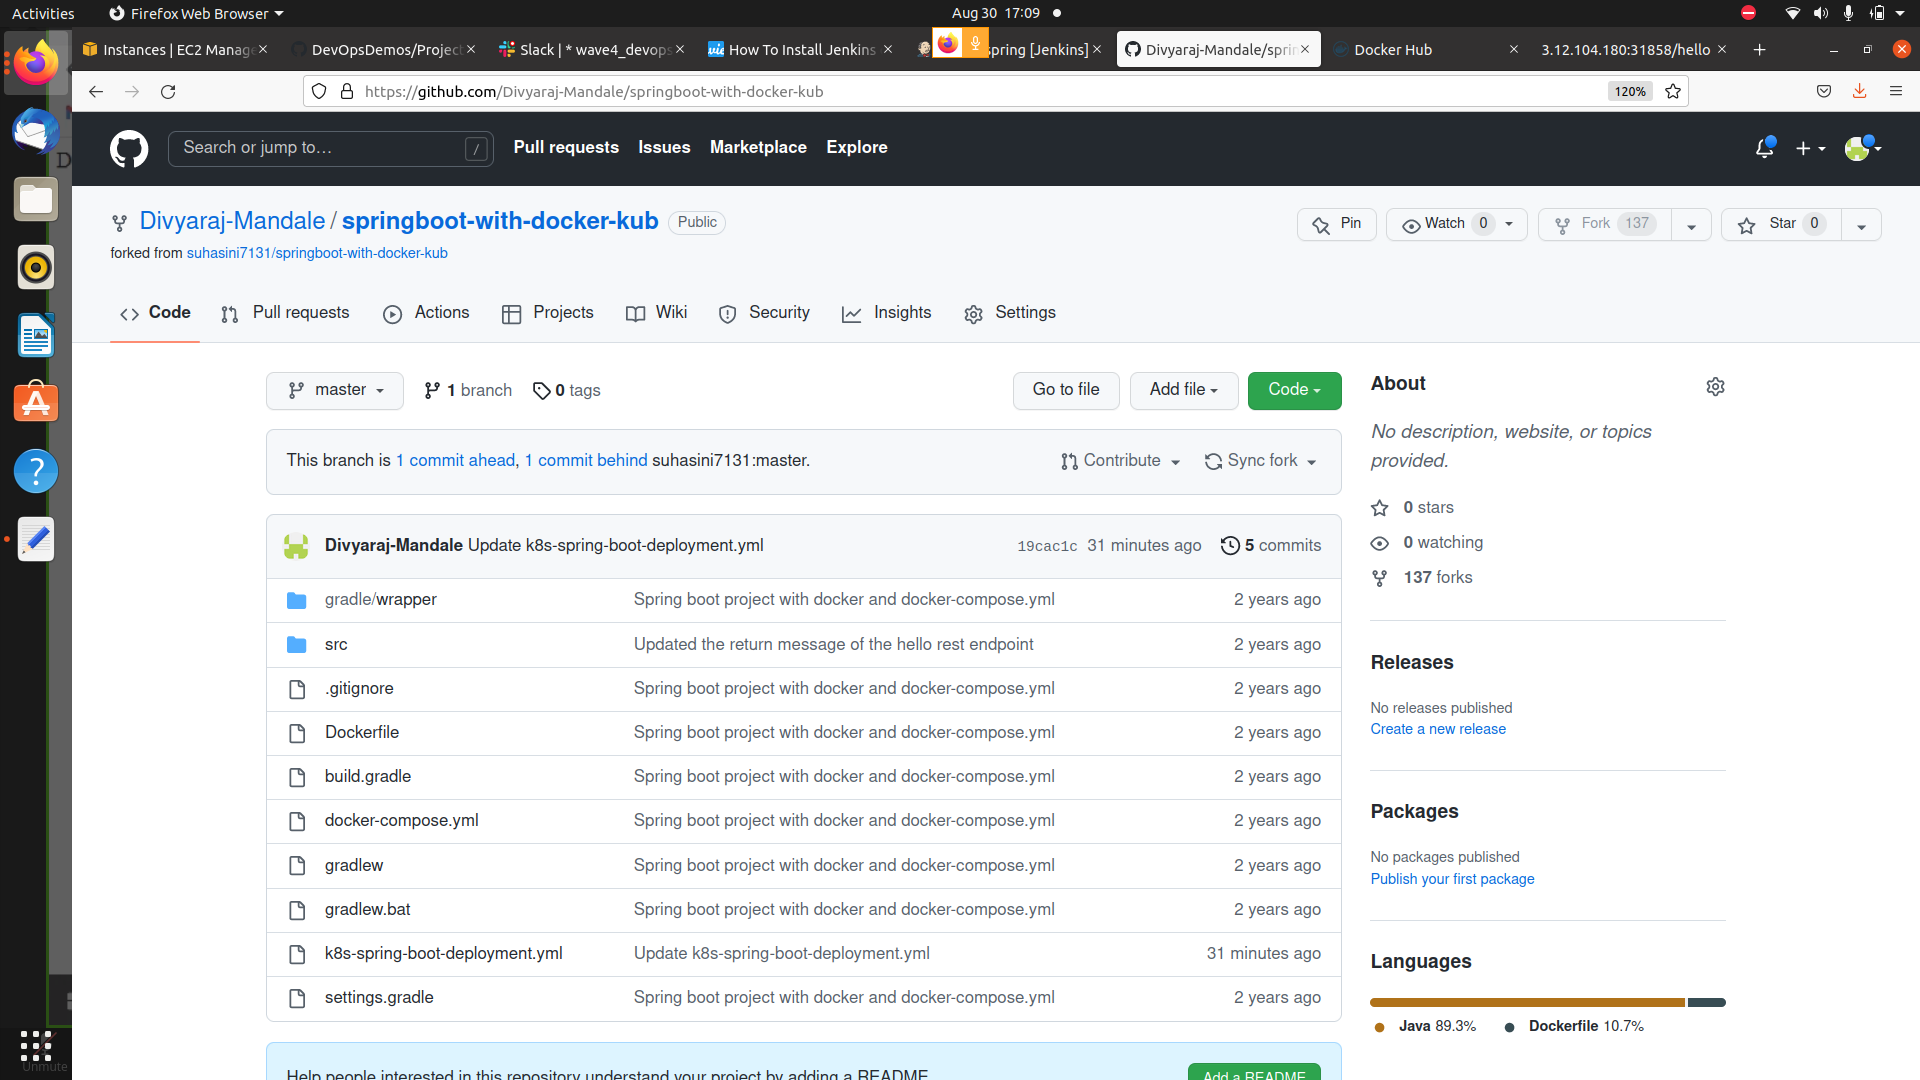 Activities Firefox Web Browser Aug 30 17:09
Instances | EC2 Manage DevOpsDemos/Project Slack | * wave4_devops How To Install Jenkins spring [Jenkins] Divyaraj-Mandale/sprin Docker Hub 3.12.104.180:31858/hello
https://github.com/Divyaraj-Mandale/springboot-with-docker-kub 120%
Search or jump to… / Pull requests Issues Marketplace Explore
Divyaraj-Mandale / springboot-with-docker-kub Public Pin Watch 0 Fork 137 Star 0
forked from suhasini7131/springboot-with-docker-kub
Code Pull requests Actions Projects Wiki Security Insights Settings
master 1 branch 0 tags Go to file Add file Code
This branch is 1 commit ahead, 1 commit behind suhasini7131:master. Contribute Sync fork
Divyaraj-Mandale Update k8s-spring-boot-deployment.yml 19cac1c 31 minutes ago 5 commits
gradle/wrapper Spring boot project with docker and docker-compose.yml 2 years ago
src Updated the return message of the hello rest endpoint 2 years ago
.gitignore Spring boot project with docker and docker-compose.yml 2 years ago
Dockerfile Spring boot project with docker and docker-compose.yml 2 years ago
build.gradle Spring boot project with docker and docker-compose.yml 2 years ago
docker-compose.yml Spring boot project with docker and docker-compose.yml 2 years ago
gradlew Spring boot project with docker and docker-compose.yml 2 years ago
gradlew.bat Spring boot project with docker and docker-compose.yml 2 years ago
k8s-spring-boot-deployment.yml Update k8s-spring-boot-deployment.yml 31 minutes ago
settings.gradle Spring boot project with docker and docker-compose.yml 2 years ago
Help people interested in this repository understand your project by adding a README. Add a README
About
No description, website, or topics
provided.
0 stars
0 watching
137 forks
Releases
No releases published
Create a new release
Packages
No packages published
Publish your first package
Languages
Java 89.3% Dockerfile 10.7%
Unmute